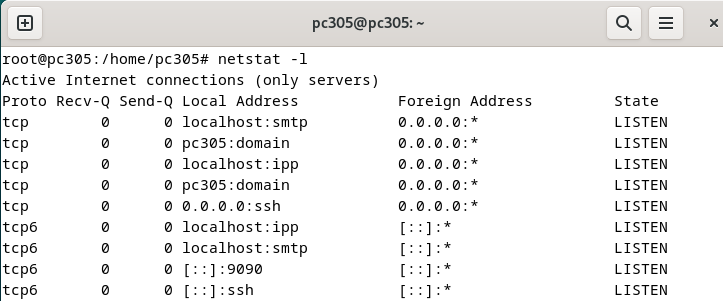 pc305@pc305: ~
root@pc305:/home/pc305# netstat -l
Active Internet connections (only servers)
Proto Recv-Q Send-Q Local Address           Foreign Address         State
tcp        0      0 localhost:smtp          0.0.0.0:*               LISTEN
tcp        0      0 pc305:domain            0.0.0.0:*               LISTEN
tcp        0      0 localhost:ipp           0.0.0.0:*               LISTEN
tcp        0      0 pc305:domain            0.0.0.0:*               LISTEN
tcp        0      0 0.0.0.0:ssh             0.0.0.0:*               LISTEN
tcp6       0      0 localhost:ipp           [::]:*                  LISTEN
tcp6       0      0 localhost:smtp          [::]:*                  LISTEN
tcp6       0      0 [::]:9090               [::]:*                  LISTEN
tcp6       0      0 [::]:ssh                [::]:*                  LISTEN